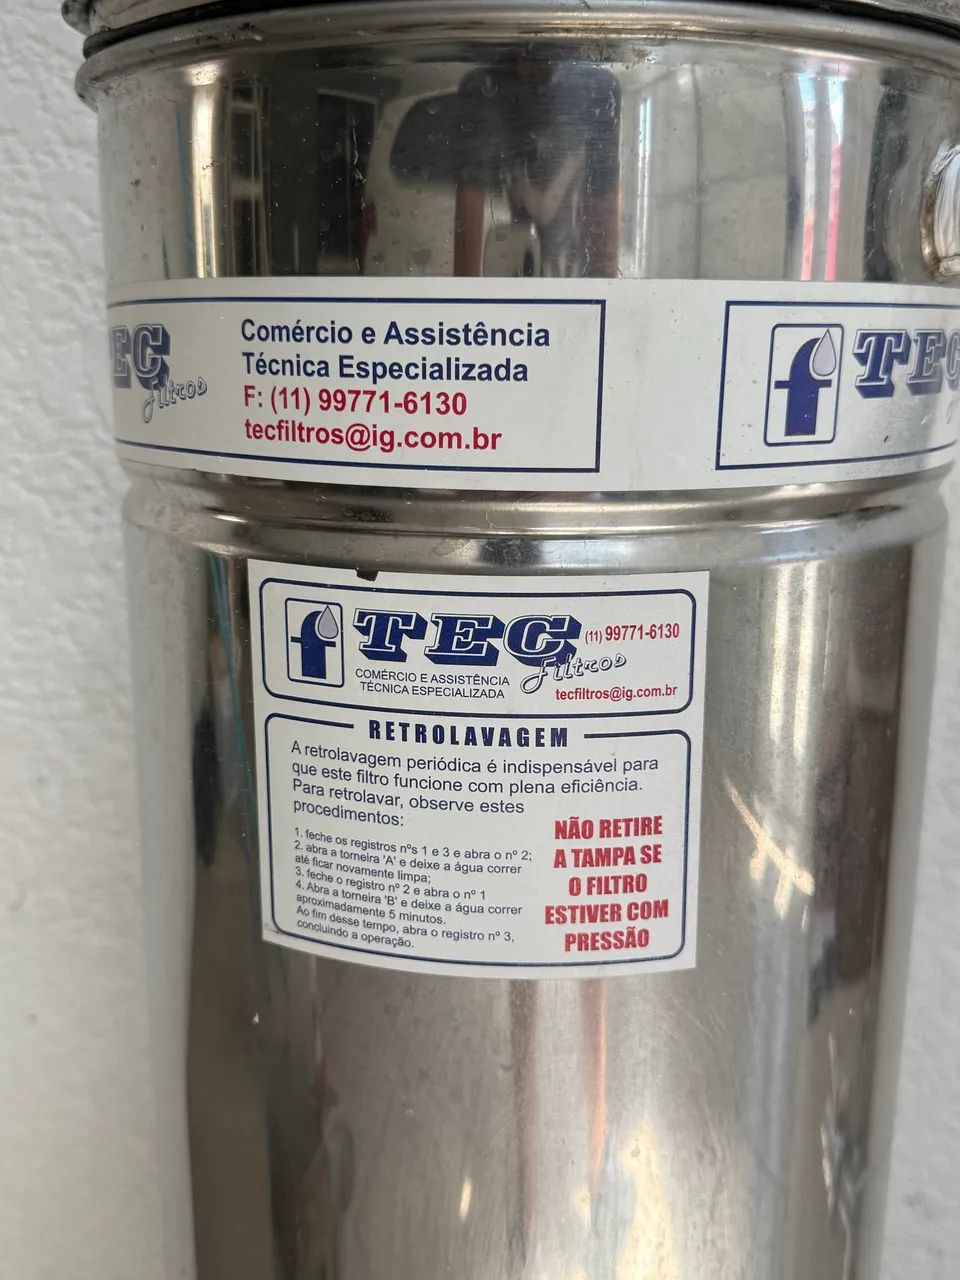 TEC
Filtros
Comércio e Assistência
Técnica Especializada
F: (11) 99771-6130
tecfiltros@ig.com.br
f TEC
f TEC
Filtros
(11) 99771-6130
COMÉRCIO E ASSISTÊNCIA
TÉCNICA ESPECIALIZADA
tecfiltros@ig.com.br
RETROLAVAGEM
A retrolavagem periódica é indispensável para
que este filtro funcione com plena eficiência.
Para retrolavar, observe estes
procedimentos:
1. feche os registros nºs 1 e 3 e abra o nº 2;
2. abra a torneira 'A' e deixe a água correr
até ficar novamente limpa;
3. feche o registro nº 2 e abra o nº 1
4. Abra a torneira 'B' e deixe a água correr
aproximadamente 5 minutos.
Ao fim desse tempo, abra o registro nº 3,
concluindo a operação.
NÃO RETIRE
A TAMPA SE
O FILTRO
ESTIVER COM
PRESSÃO